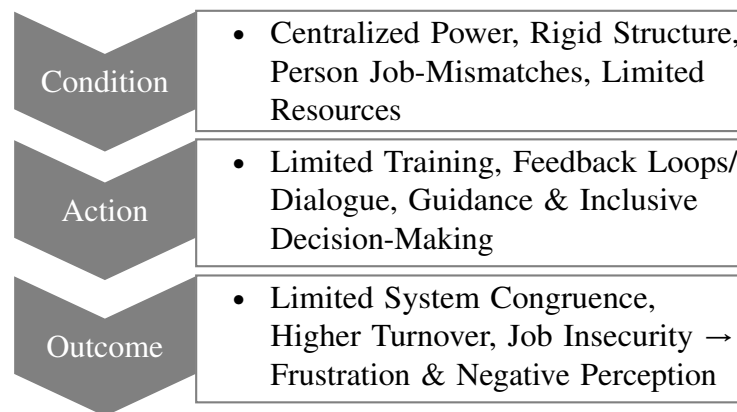 Condition
• Centralized Power, Rigid Structure,
Person Job-Mismatches, Limited
Resources
Action
• Limited Training, Feedback Loops/
Dialogue, Guidance & Inclusive
Decision-Making
Outcome
• Limited System Congruence,
Higher Turnover, Job Insecurity →
Frustration & Negative Perception